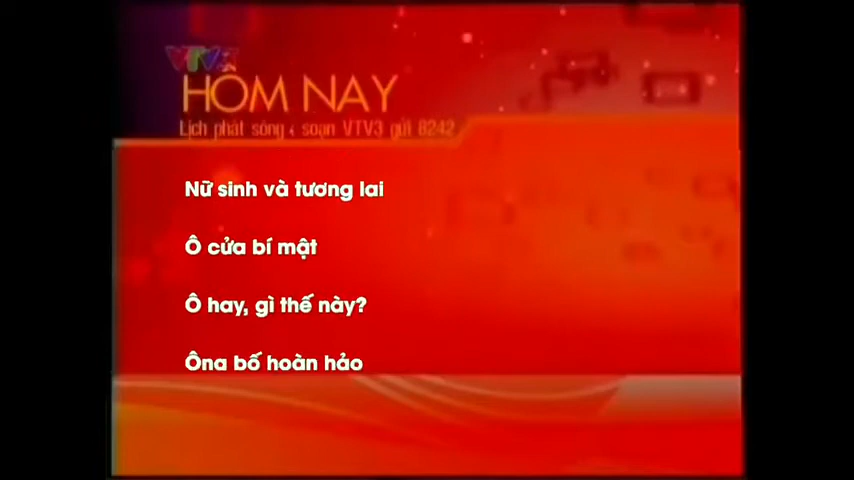 VTV3
HÔM NAY
Lịch phát sóng : soạn VTV3 gửi 8242
Nữ sinh và tương lai
Ô cửa bí mật
Ô hay, gì thế này?
Ôna bố hoàn hảo